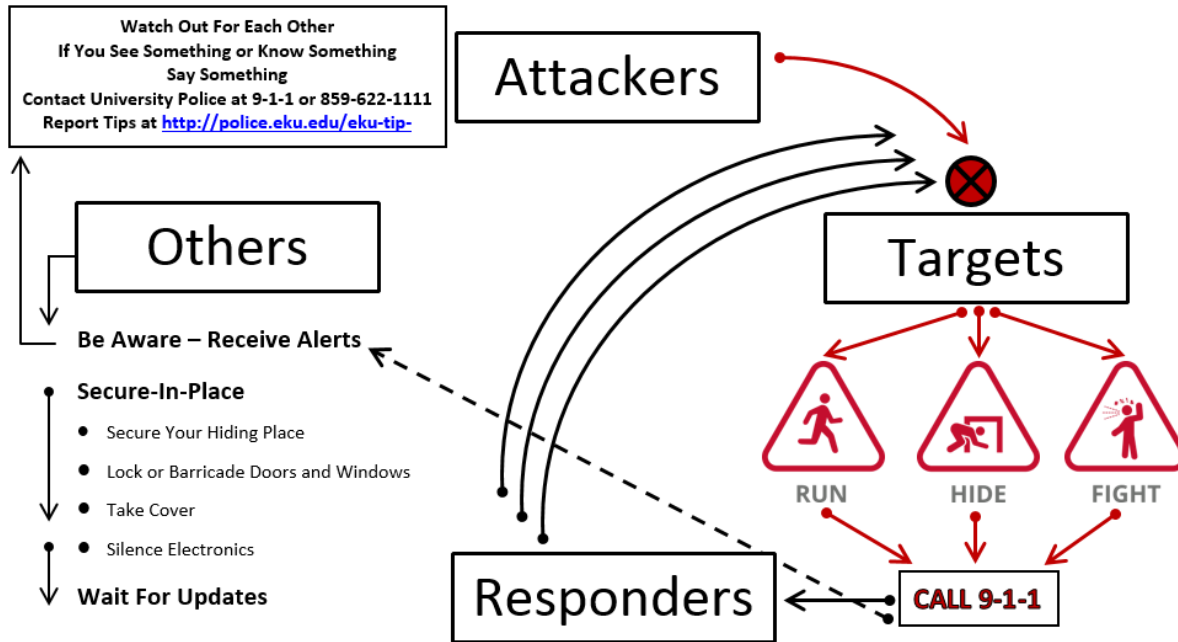 Watch Out For Each Other
If You See Something or Know Something
Say Something
Contact University Police at 9-1-1 or 859-622-1111
Report Tips at http://police.eku.edu/eku-tip-
Attackers
Others
Targets
Be Aware – Receive Alerts
Secure-In-Place
Secure Your Hiding Place
Lock or Barricade Doors and Windows
Take Cover
Silence Electronics
Wait For Updates
RUN
HIDE
FIGHT
Responders
CALL 9-1-1